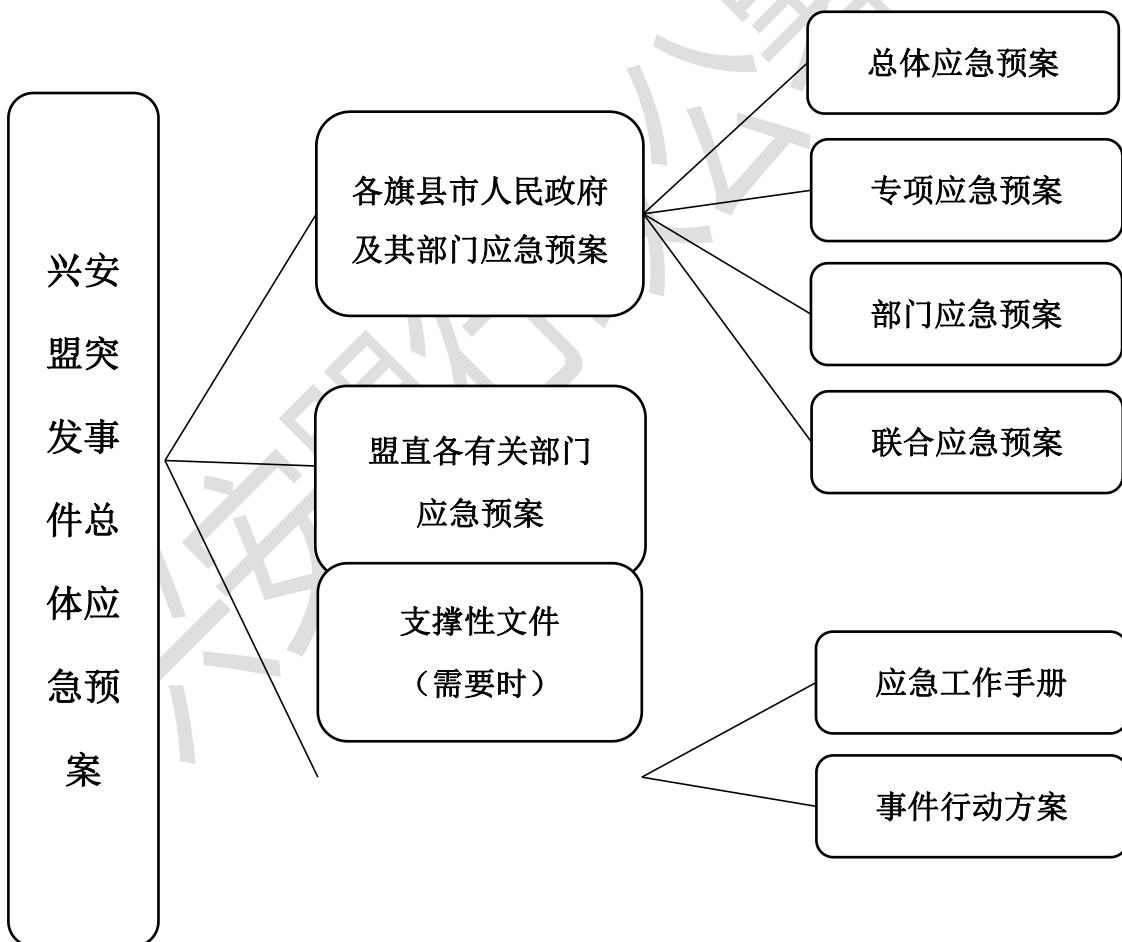 兴安
盟突
发事
件总
体应
急预
案
各旗县市人民政府
及其部门应急预案
盟直各有关部门
应急预案
支撑性文件
（需要时）
总体应急预案
专项应急预案
部门应急预案
联合应急预案
应急工作手册
事件行动方案